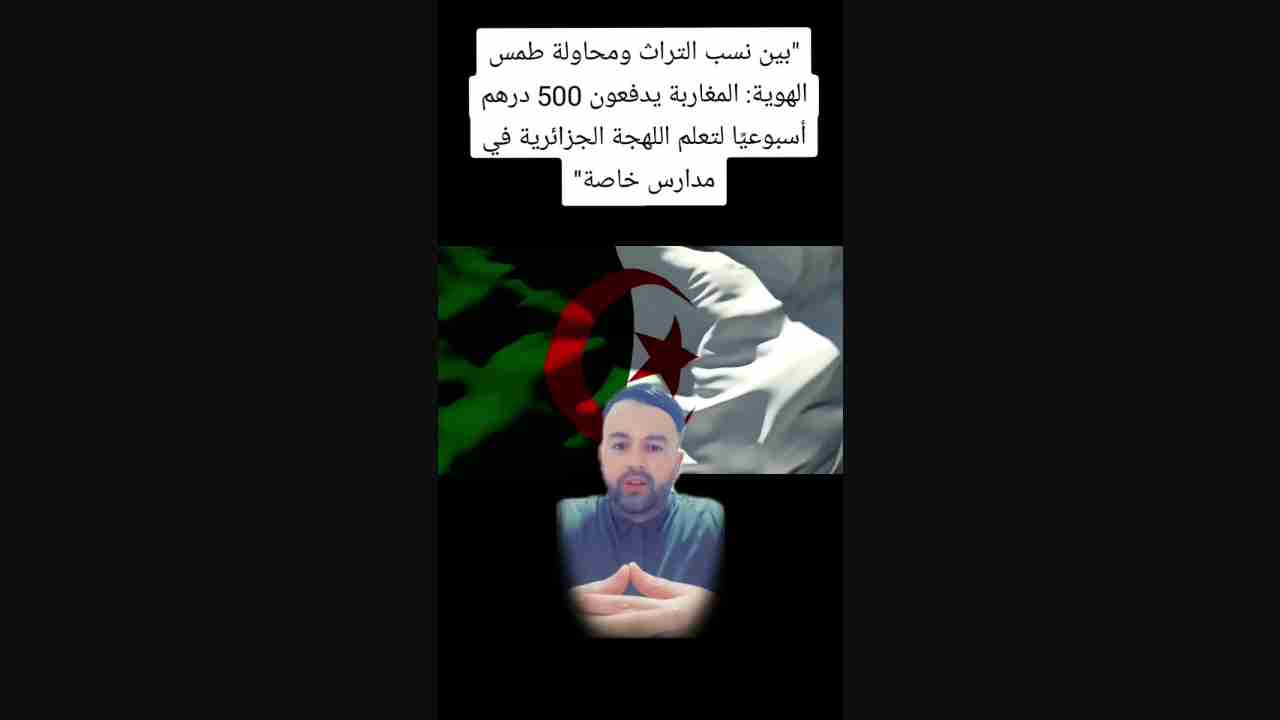 "بين نسب التراث ومحاولة طمس
الهوية: المغاربة يدفعون 500 درهم
أسبوعيًا لتعلم اللهجة الجزائرية في
مدارس خاصة"